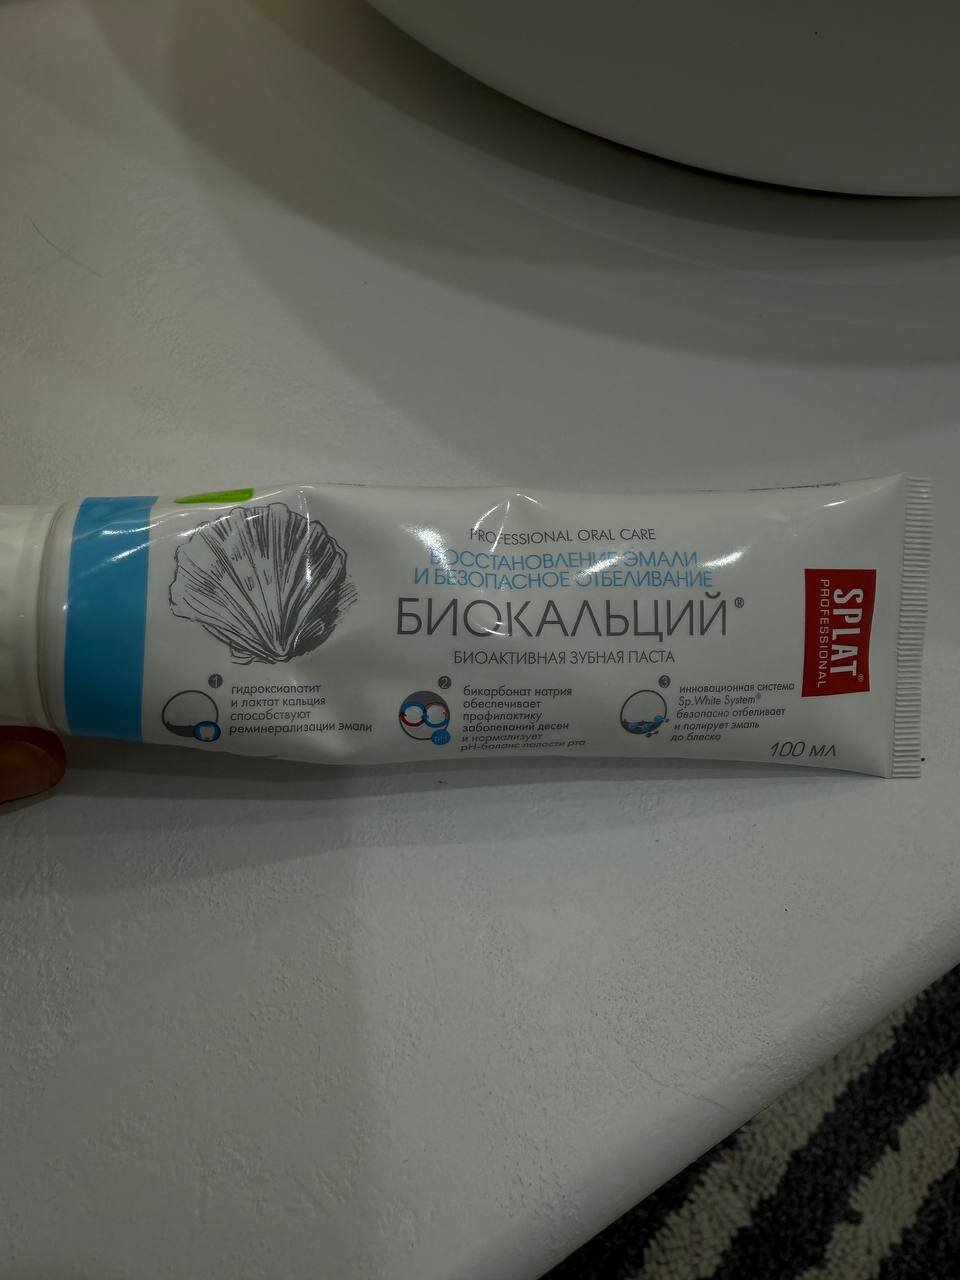 PROFESSIONAL ORAL CARE
ВОССТАНОВЛЕНИЕ ЭМАЛИ
И БЕЗОПАСНОЕ ОТБЕЛИВАНИЕ
БИОКАЛЬЦИЙ®
БИОАКТИВНАЯ ЗУБНАЯ ПАСТА
1
гидроксиапатит
и лактат кальция
способствуют
реминерализации эмали
2
бикарбонат натрия
обеспечивает
профилактику
заболеваний десен
и нормализует
pH-баланс полости рта
pH
3
инновационная система
Sp.White System®
безопасно отбеливает
и полирует эмаль
до блеска
100 МЛ
SPLAT®
PROFESSIONAL